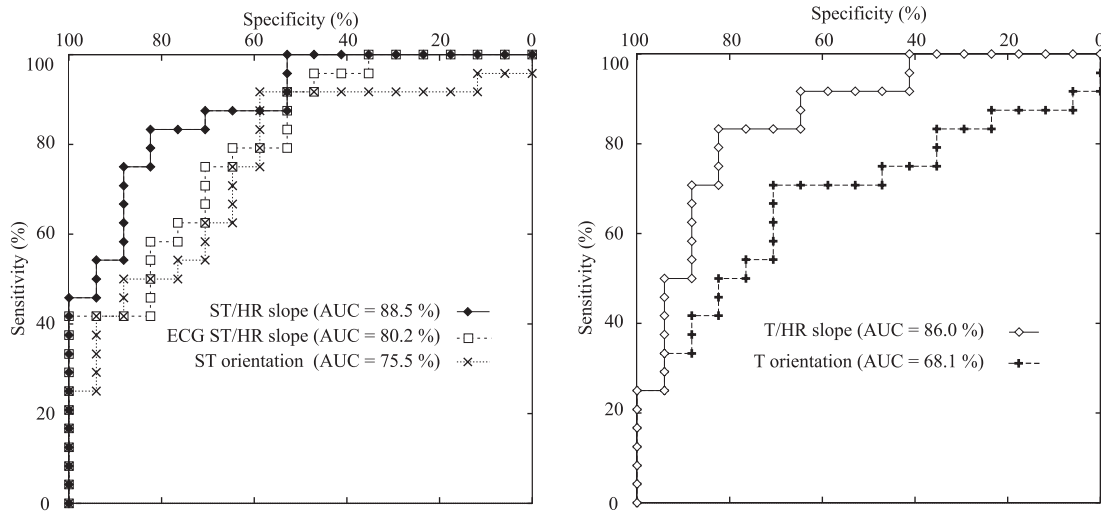 Specificity (%)
100 80 60 40 20 0
100
80
60
40
20
0
Sensitivity (%)
ST/HR slope (AUC = 88.5 %)
ECG ST/HR slope (AUC = 80.2 %)
ST orientation (AUC = 75.5 %)
Specificity (%)
100 80 60 40 20 0
100
80
60
40
20
0
Sensitivity (%)
T/HR slope (AUC = 86.0 %)
T orientation (AUC = 68.1 %)